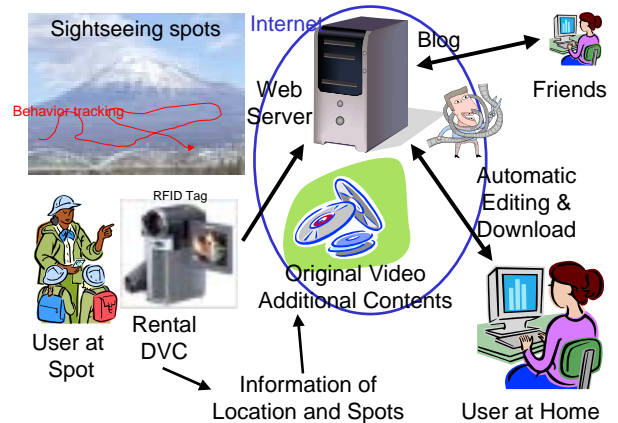 Sightseeing spots
Internet
Blog
Friends
Behavior tracking
Web
Server
Automatic
Editing &
Download
RFID Tag
Original Video
Additional Contents
User at
Spot
Rental
DVC
Information of
Location and Spots
User at Home